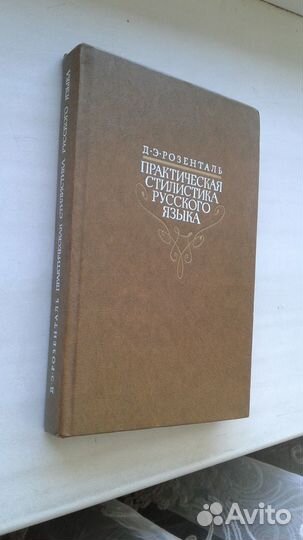 Д·Э·РОЗЕНТАЛЬ
ПРАКТИЧЕСКАЯ
СТИЛИСТИКА
РУССКОГО
ЯЗЫКА
Д·Э·РОЗЕНТАЛЬ ПРАКТИЧЕСКАЯ СТИЛИСТИКА РУССКОГО ЯЗЫКА
Avito